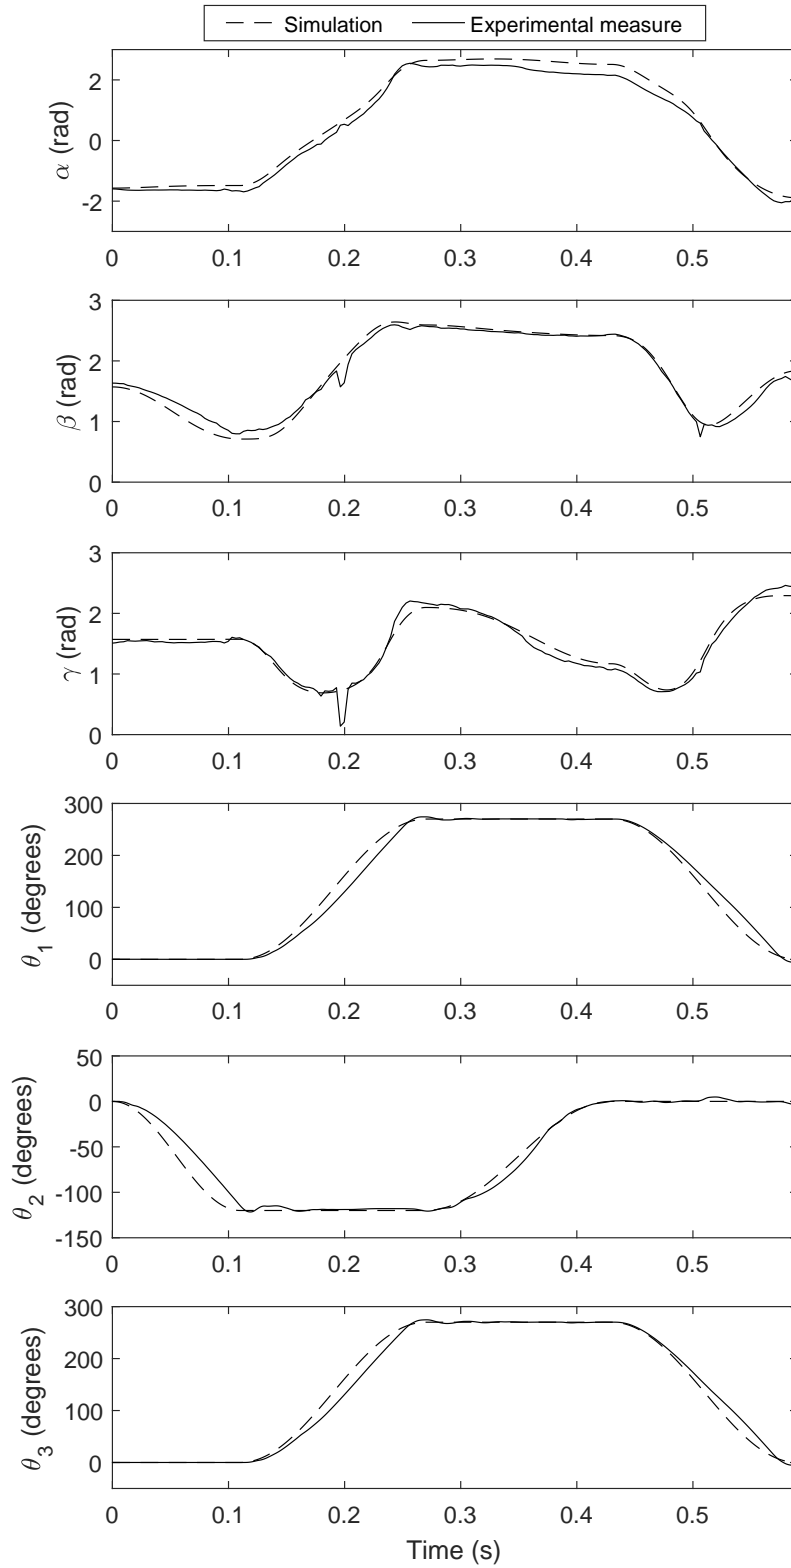 Simulation
Experimental measure
α (rad)
2
0
-2
0 0.1 0.2 0.3 0.4 0.5
β (rad)
3
2
1
0
0 0.1 0.2 0.3 0.4 0.5
γ (rad)
3
2
1
0
0 0.1 0.2 0.3 0.4 0.5
θ1 (degrees)
300
200
100
0
0 0.1 0.2 0.3 0.4 0.5
θ2 (degrees)
50
0
-50
-100
-150
0 0.1 0.2 0.3 0.4 0.5
θ3 (degrees)
300
200
100
0
0 0.1 0.2 0.3 0.4 0.5
Time (s)